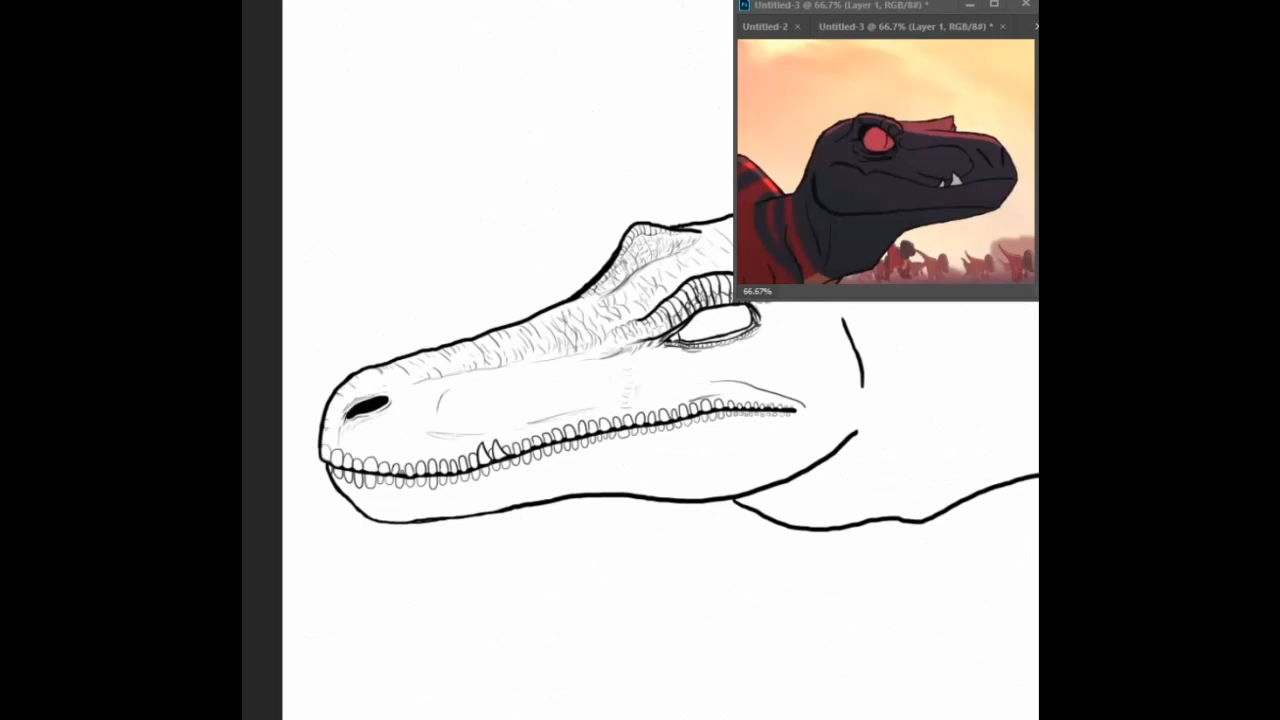 Untitled-3 @ 66.7% (Layer 1, RGB/8#) *
Untitled-2 × Untitled-3 @ 66.7% (Layer 1, RGB/8#) * ×
66.67%